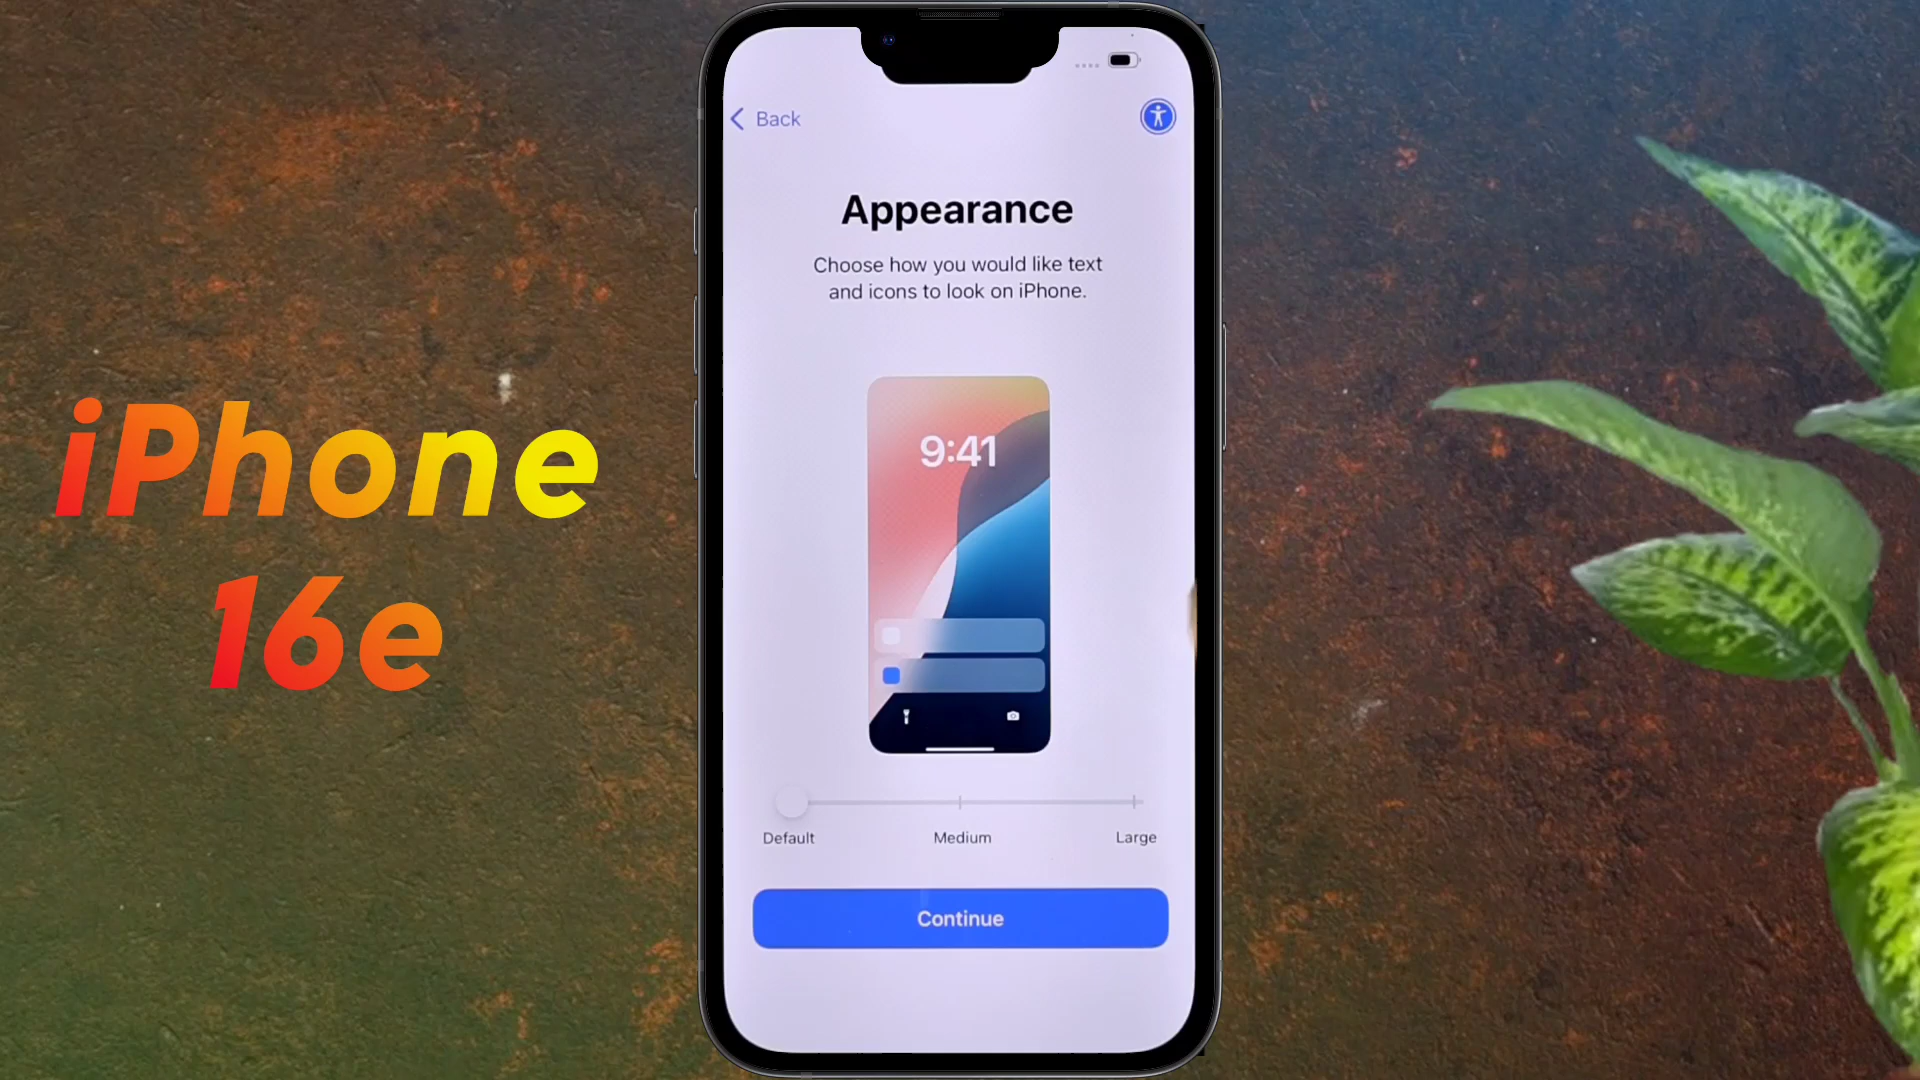 iPhone
16e
Back
Appearance
Choose how you would like text
and icons to look on iPhone.
9:41
Default
Medium
Large
Continue